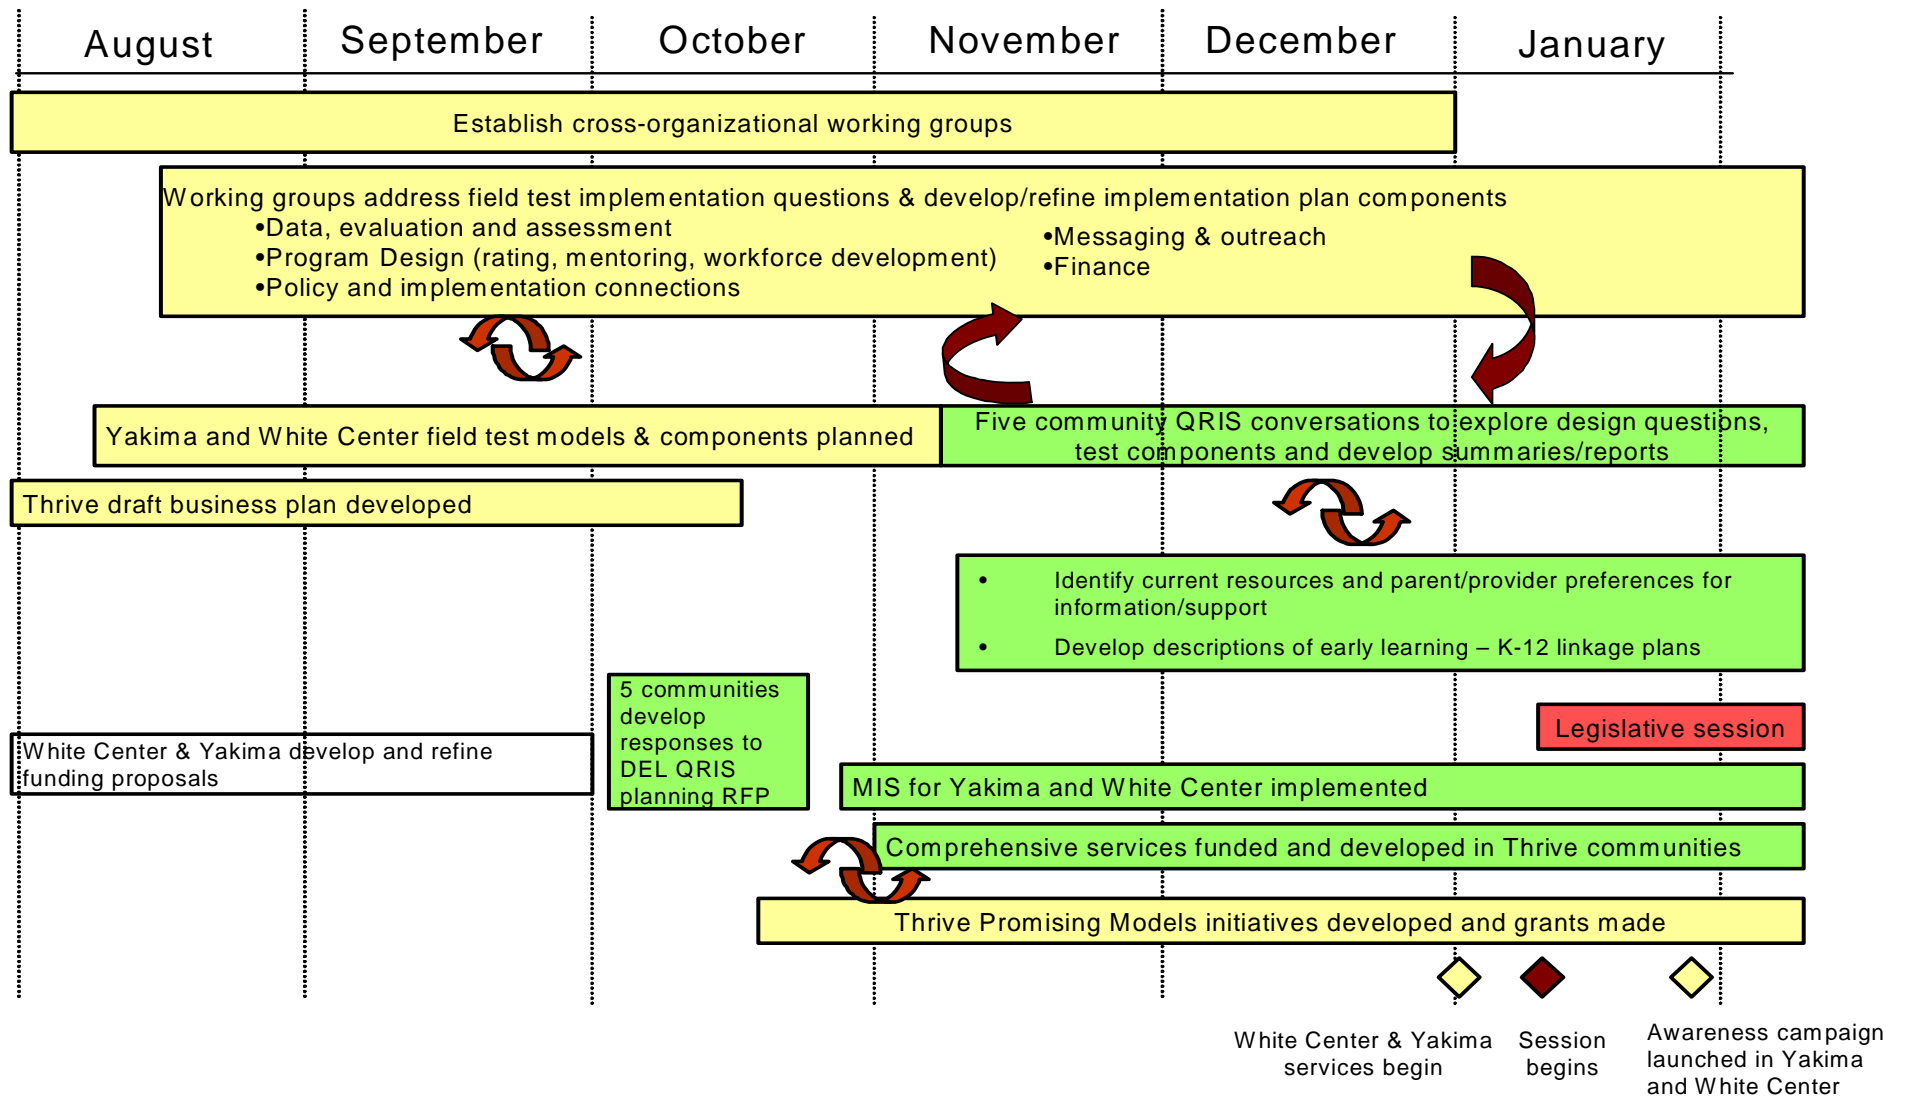 August September October November December January
Establish cross-organizational working groups
Working groups address field test implementation questions & develop/refine implementation plan components
•Data, evaluation and assessment
•Program Design (rating, mentoring, workforce development)
•Policy and implementation connections
•Messaging & outreach
•Finance
Yakima and White Center field test models & components planned
Five community QRIS conversations to explore design questions,
test components and develop summaries/reports
Thrive draft business plan developed
• Identify current resources and parent/provider preferences for
information/support
• Develop descriptions of early learning – K-12 linkage plans
5 communities
develop
responses to
DEL QRIS
planning RFP
Legislative session
White Center & Yakima develop and refine
funding proposals
MIS for Yakima and White Center implemented
Comprehensive services funded and developed in Thrive communities
Thrive Promising Models initiatives developed and grants made
White Center & Yakima
services begin
Session
begins
Awareness campaign
launched in Yakima
and White Center